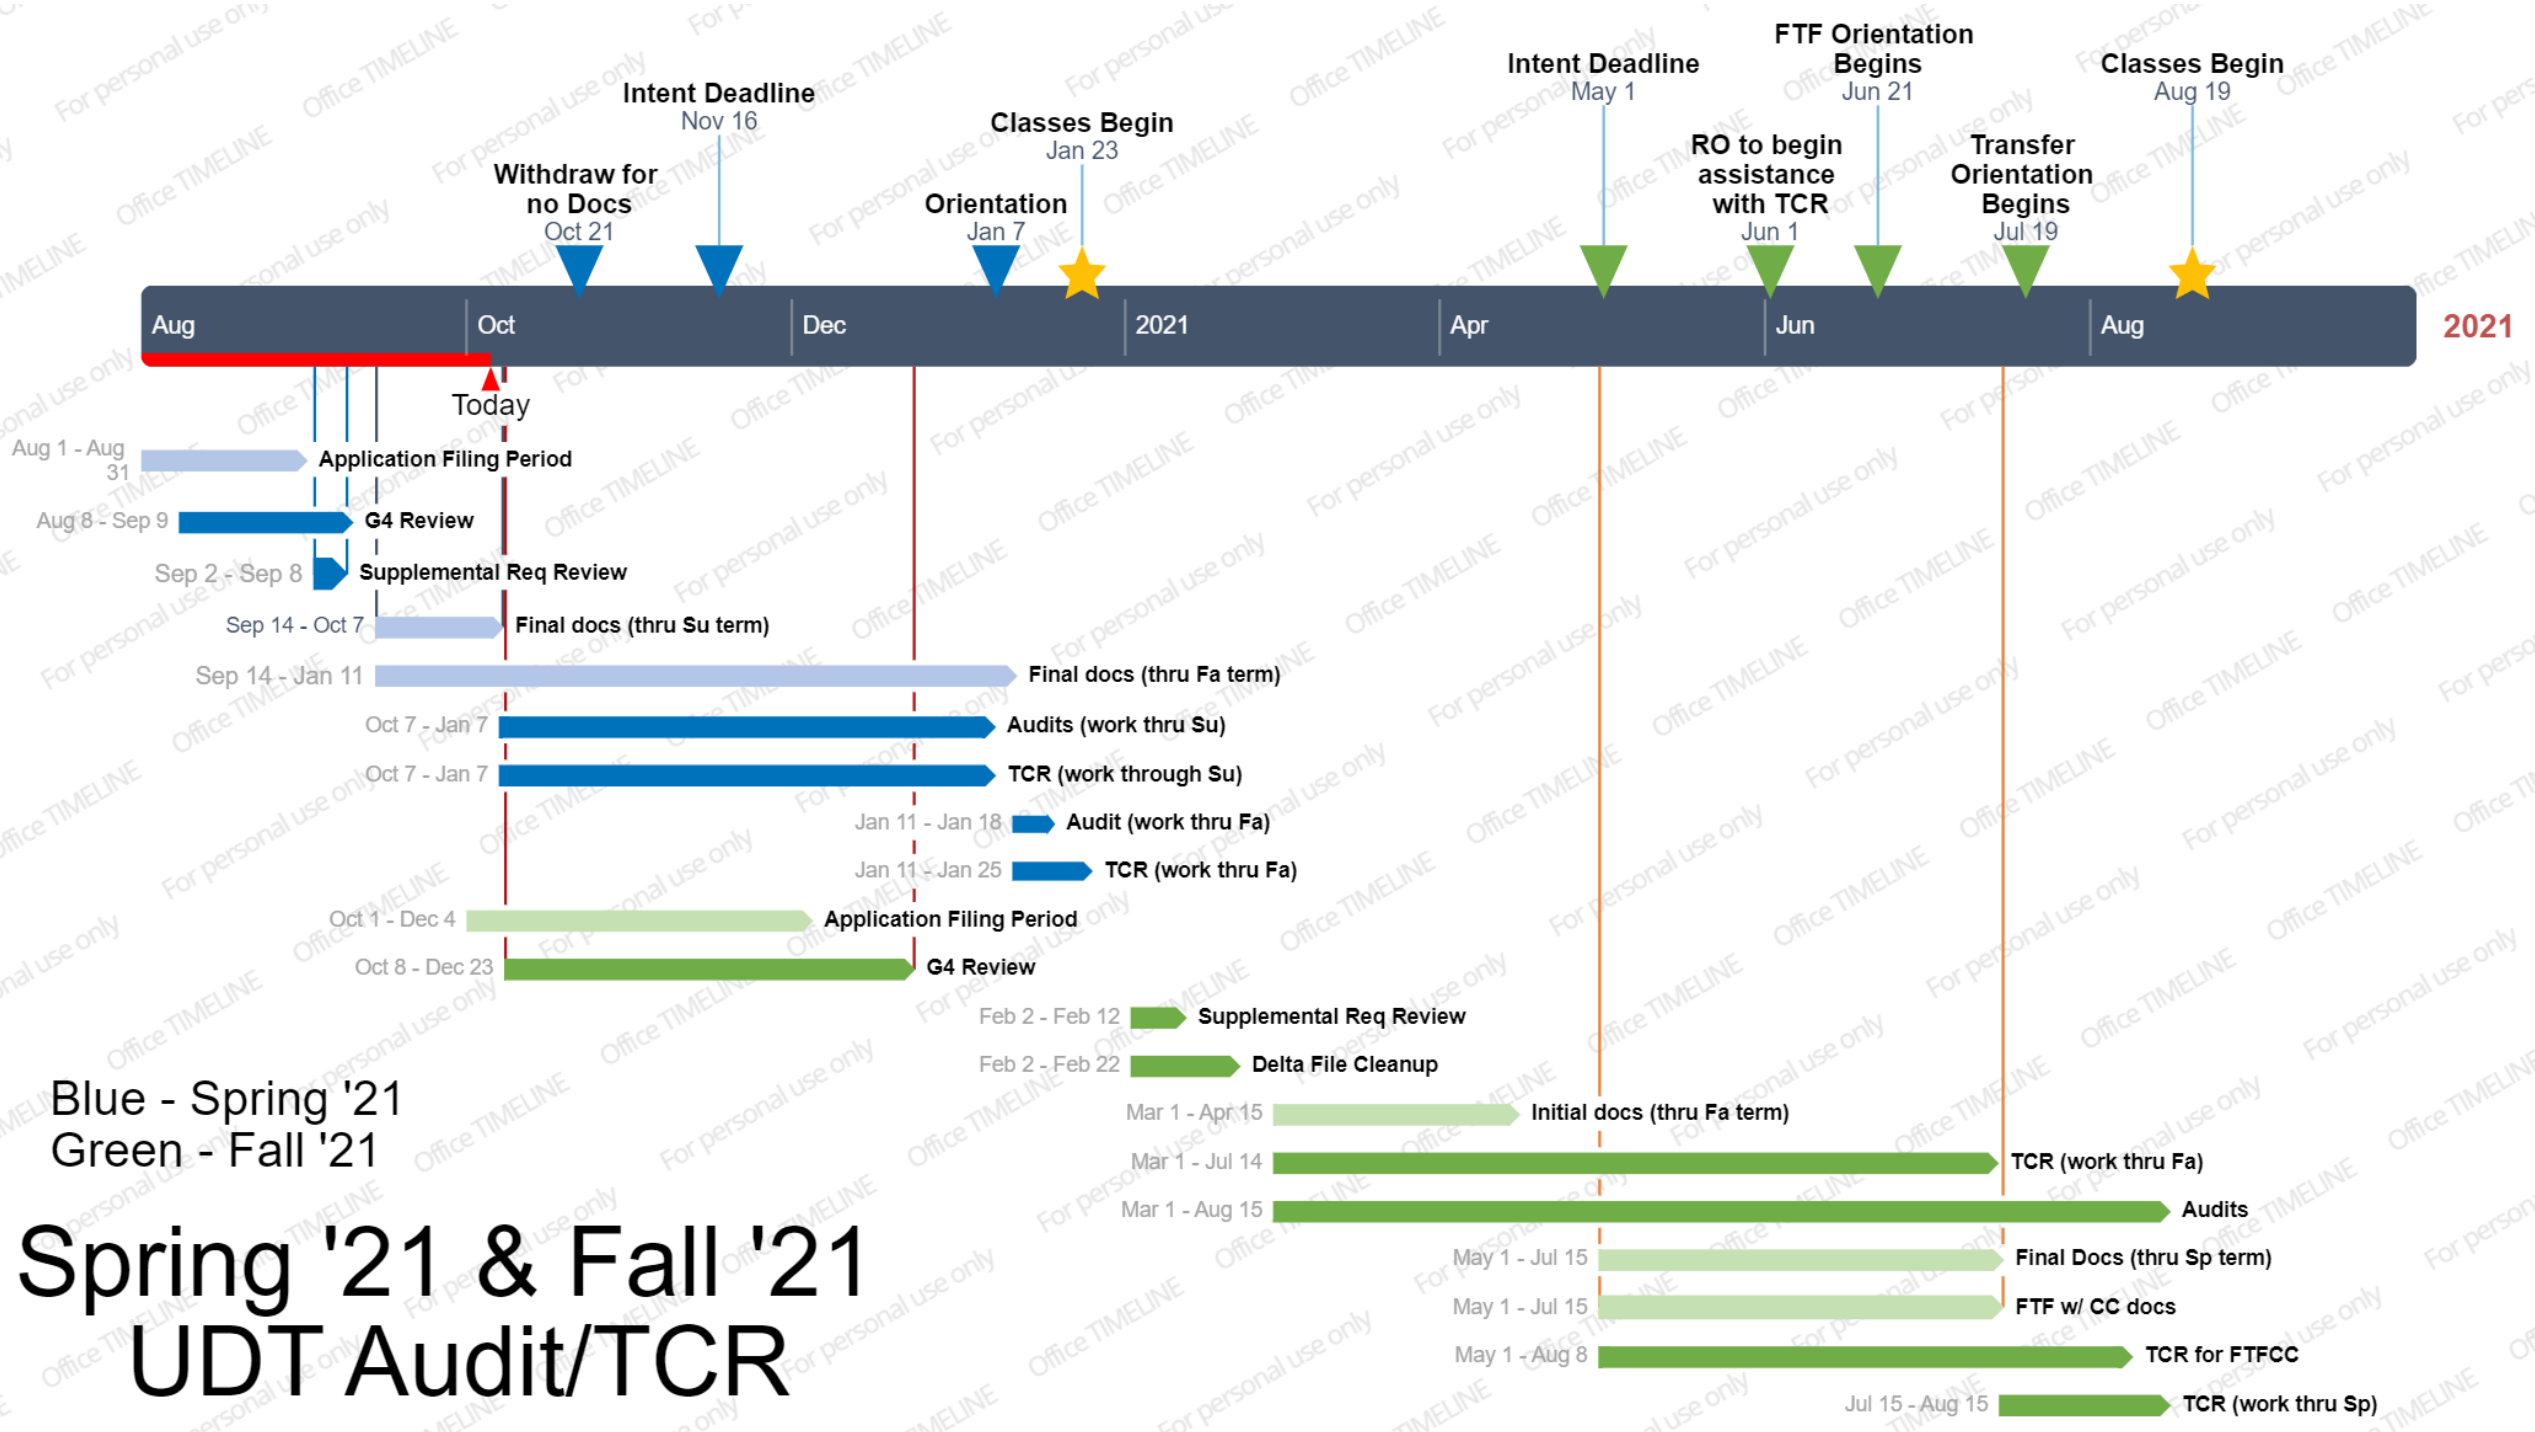 FTF Orientation
Begins
Jun 21
Intent Deadline
May 1
Classes Begin
Aug 19
Intent Deadline
Nov 16
Classes Begin
Jan 23
RO to begin
assistance
with TCR
Jun 1
Transfer
Orientation
Begins
Jul 19
Withdraw for
no Docs
Oct 21
Orientation
Jan 7
Aug
Oct
Dec
2021
Apr
Jun
Aug
2021
Today
Aug 1 - Aug
31
Application Filing Period
Aug 8 - Sep 9
G4 Review
Sep 2 - Sep 8
Supplemental Req Review
Sep 14 - Oct 7
Final docs (thru Su term)
Sep 14 - Jan 11
Final docs (thru Fa term)
Oct 7 - Jan 7
Audits (work thru Su)
Oct 7 - Jan 7
TCR (work through Su)
Jan 11 - Jan 18
Audit (work thru Fa)
Jan 11 - Jan 25
TCR (work thru Fa)
Oct 1 - Dec 4
Application Filing Period
Oct 8 - Dec 23
G4 Review
Feb 2 - Feb 12
Supplemental Req Review
Feb 2 - Feb 22
Delta File Cleanup
Mar 1 - Apr 15
Initial docs (thru Fa term)
Mar 1 - Jul 14
TCR (work thru Fa)
Mar 1 - Aug 15
Audits
May 1 - Jul 15
Final Docs (thru Sp term)
May 1 - Jul 15
FTF w/ CC docs
May 1 - Aug 8
TCR for FTFCC
Jul 15 - Aug 15
TCR (work thru Sp)
Blue - Spring '21
Green - Fall '21
Spring '21 & Fall '21
UDT Audit/TCR
For personal use only
Office TIMELINE